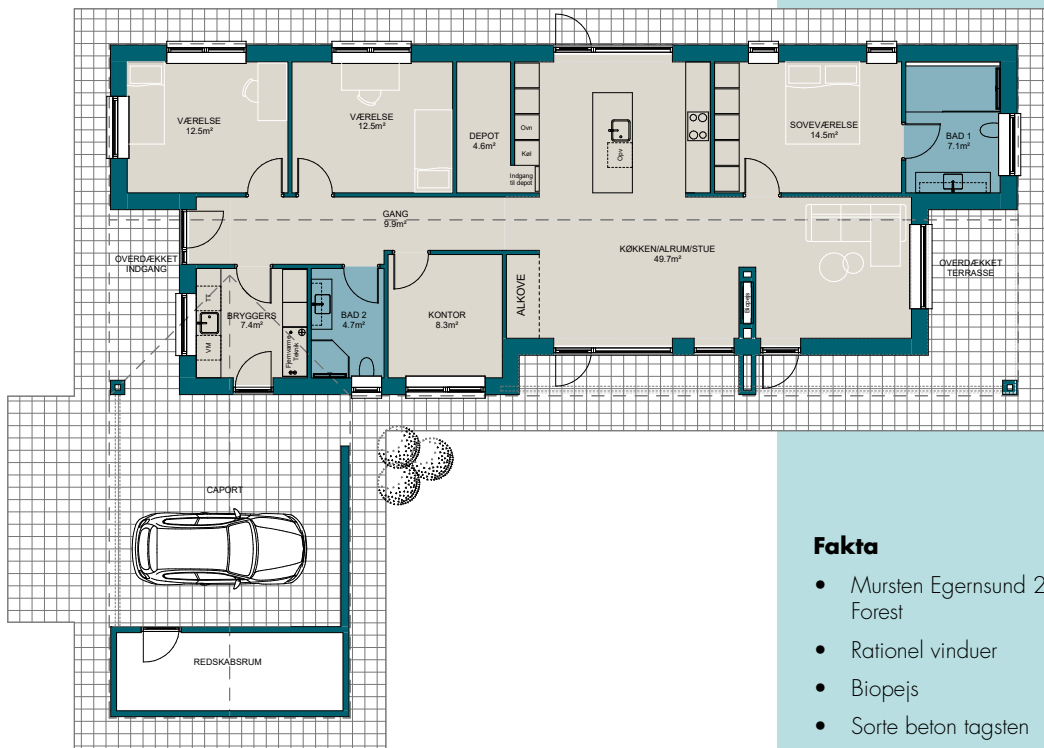 VÆRELSE
12.5m²
VÆRELSE
12.5m²
DEPOT
4.6m²
Ovn
Køl
Indgang
til depot
Opv
SOVEVÆRELSE
14.5m²
BAD 1
7.1m²
GANG
9.9m²
KØKKEN/ALRUM/STUE
49.7m²
OVERDÆKKET
INDGANG
OVERDÆKKET
TERRASSE
TT
VM
BRYGGERS
7.4m²
Fjernvarme
Teknik
BAD 2
4.7m²
KONTOR
8.3m²
ALKOVE
Biopejs
CAPORT
REDSKABSRUM
Fakta
• Mursten Egernsund 2
Forest
• Rationel vinduer
• Biopejs
• Sorte beton tagsten